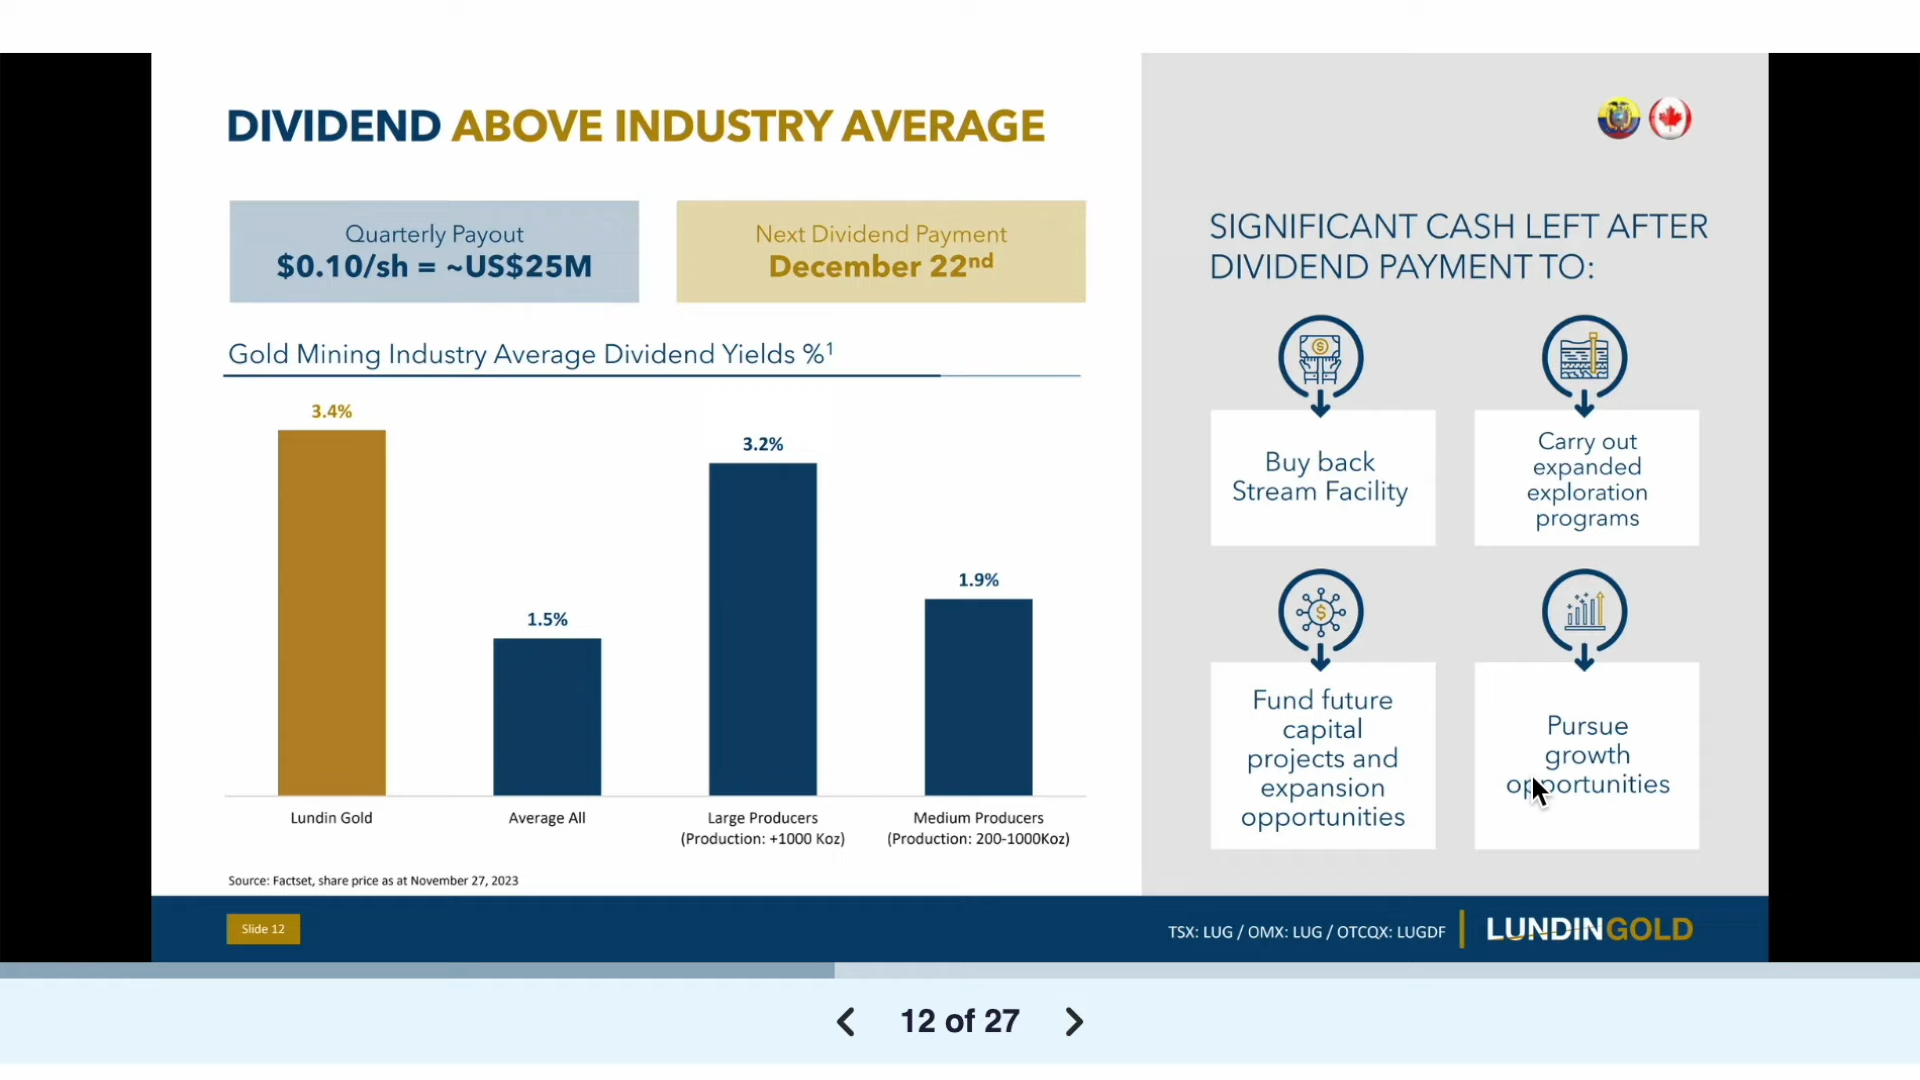 DIVIDEND ABOVE INDUSTRY AVERAGE
Quarterly Payout
$0.10/sh = ~US$25M
Next Dividend Payment
December 22nd
Gold Mining Industry Average Dividend Yields %1
3.4%
1.5%
3.2%
1.9%
Lundin Gold
Average All
Large Producers
(Production: +1000 Koz)
Medium Producers
(Production: 200-1000Koz)
Source: Factset, share price as at November 27, 2023
SIGNIFICANT CASH LEFT AFTER
DIVIDEND PAYMENT TO:
Buy back
Stream Facility
Carry out
expanded
exploration
programs
Fund future
capital
projects and
expansion
opportunities
Pursue
growth
opportunities
Slide 12
TSX: LUG / OMX: LUG / OTCQX: LUGDF
LUNDINGOLD
12 of 27